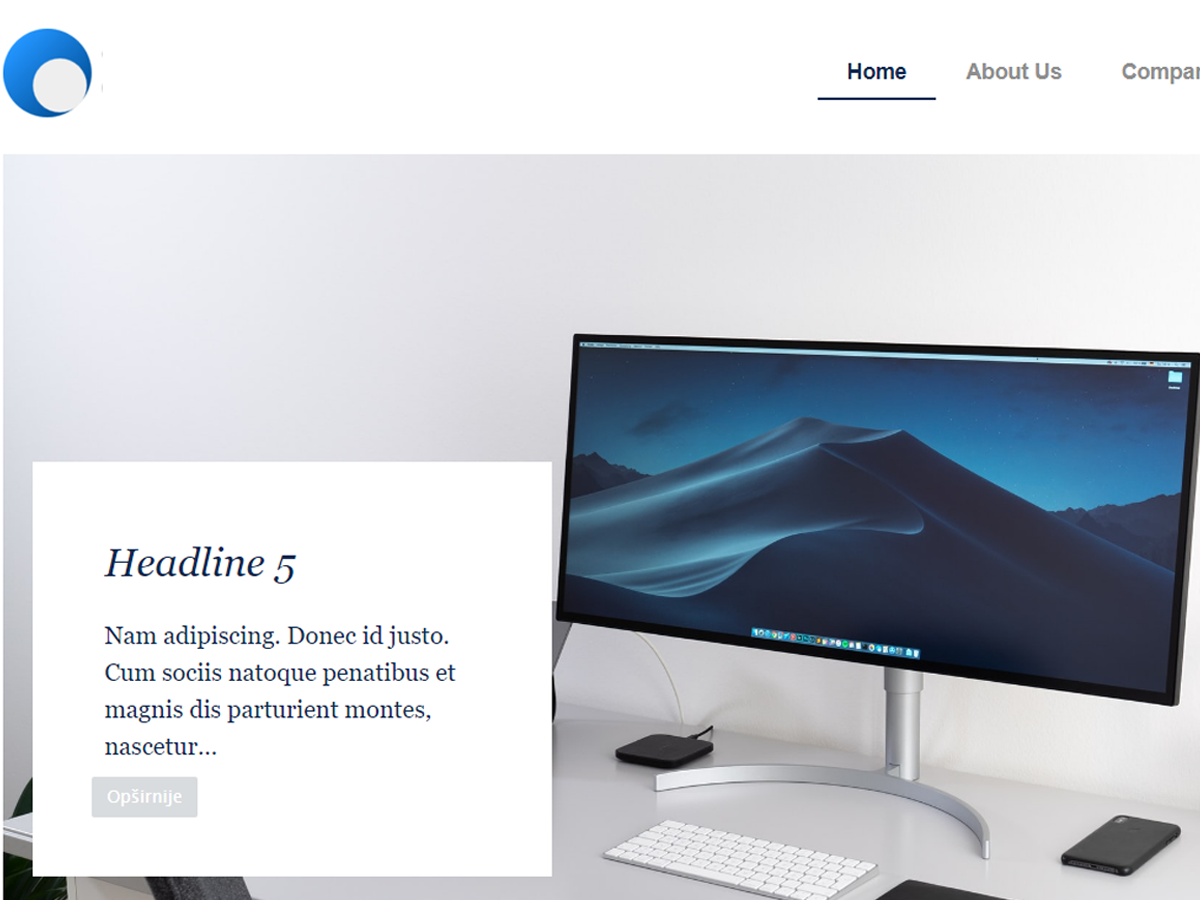 Home About Us Compar
Headline 5
Nam adipiscing. Donec id justo.
Cum sociis natoque penatibus et
magnis dis parturient montes,
nascetur...
Opširnije